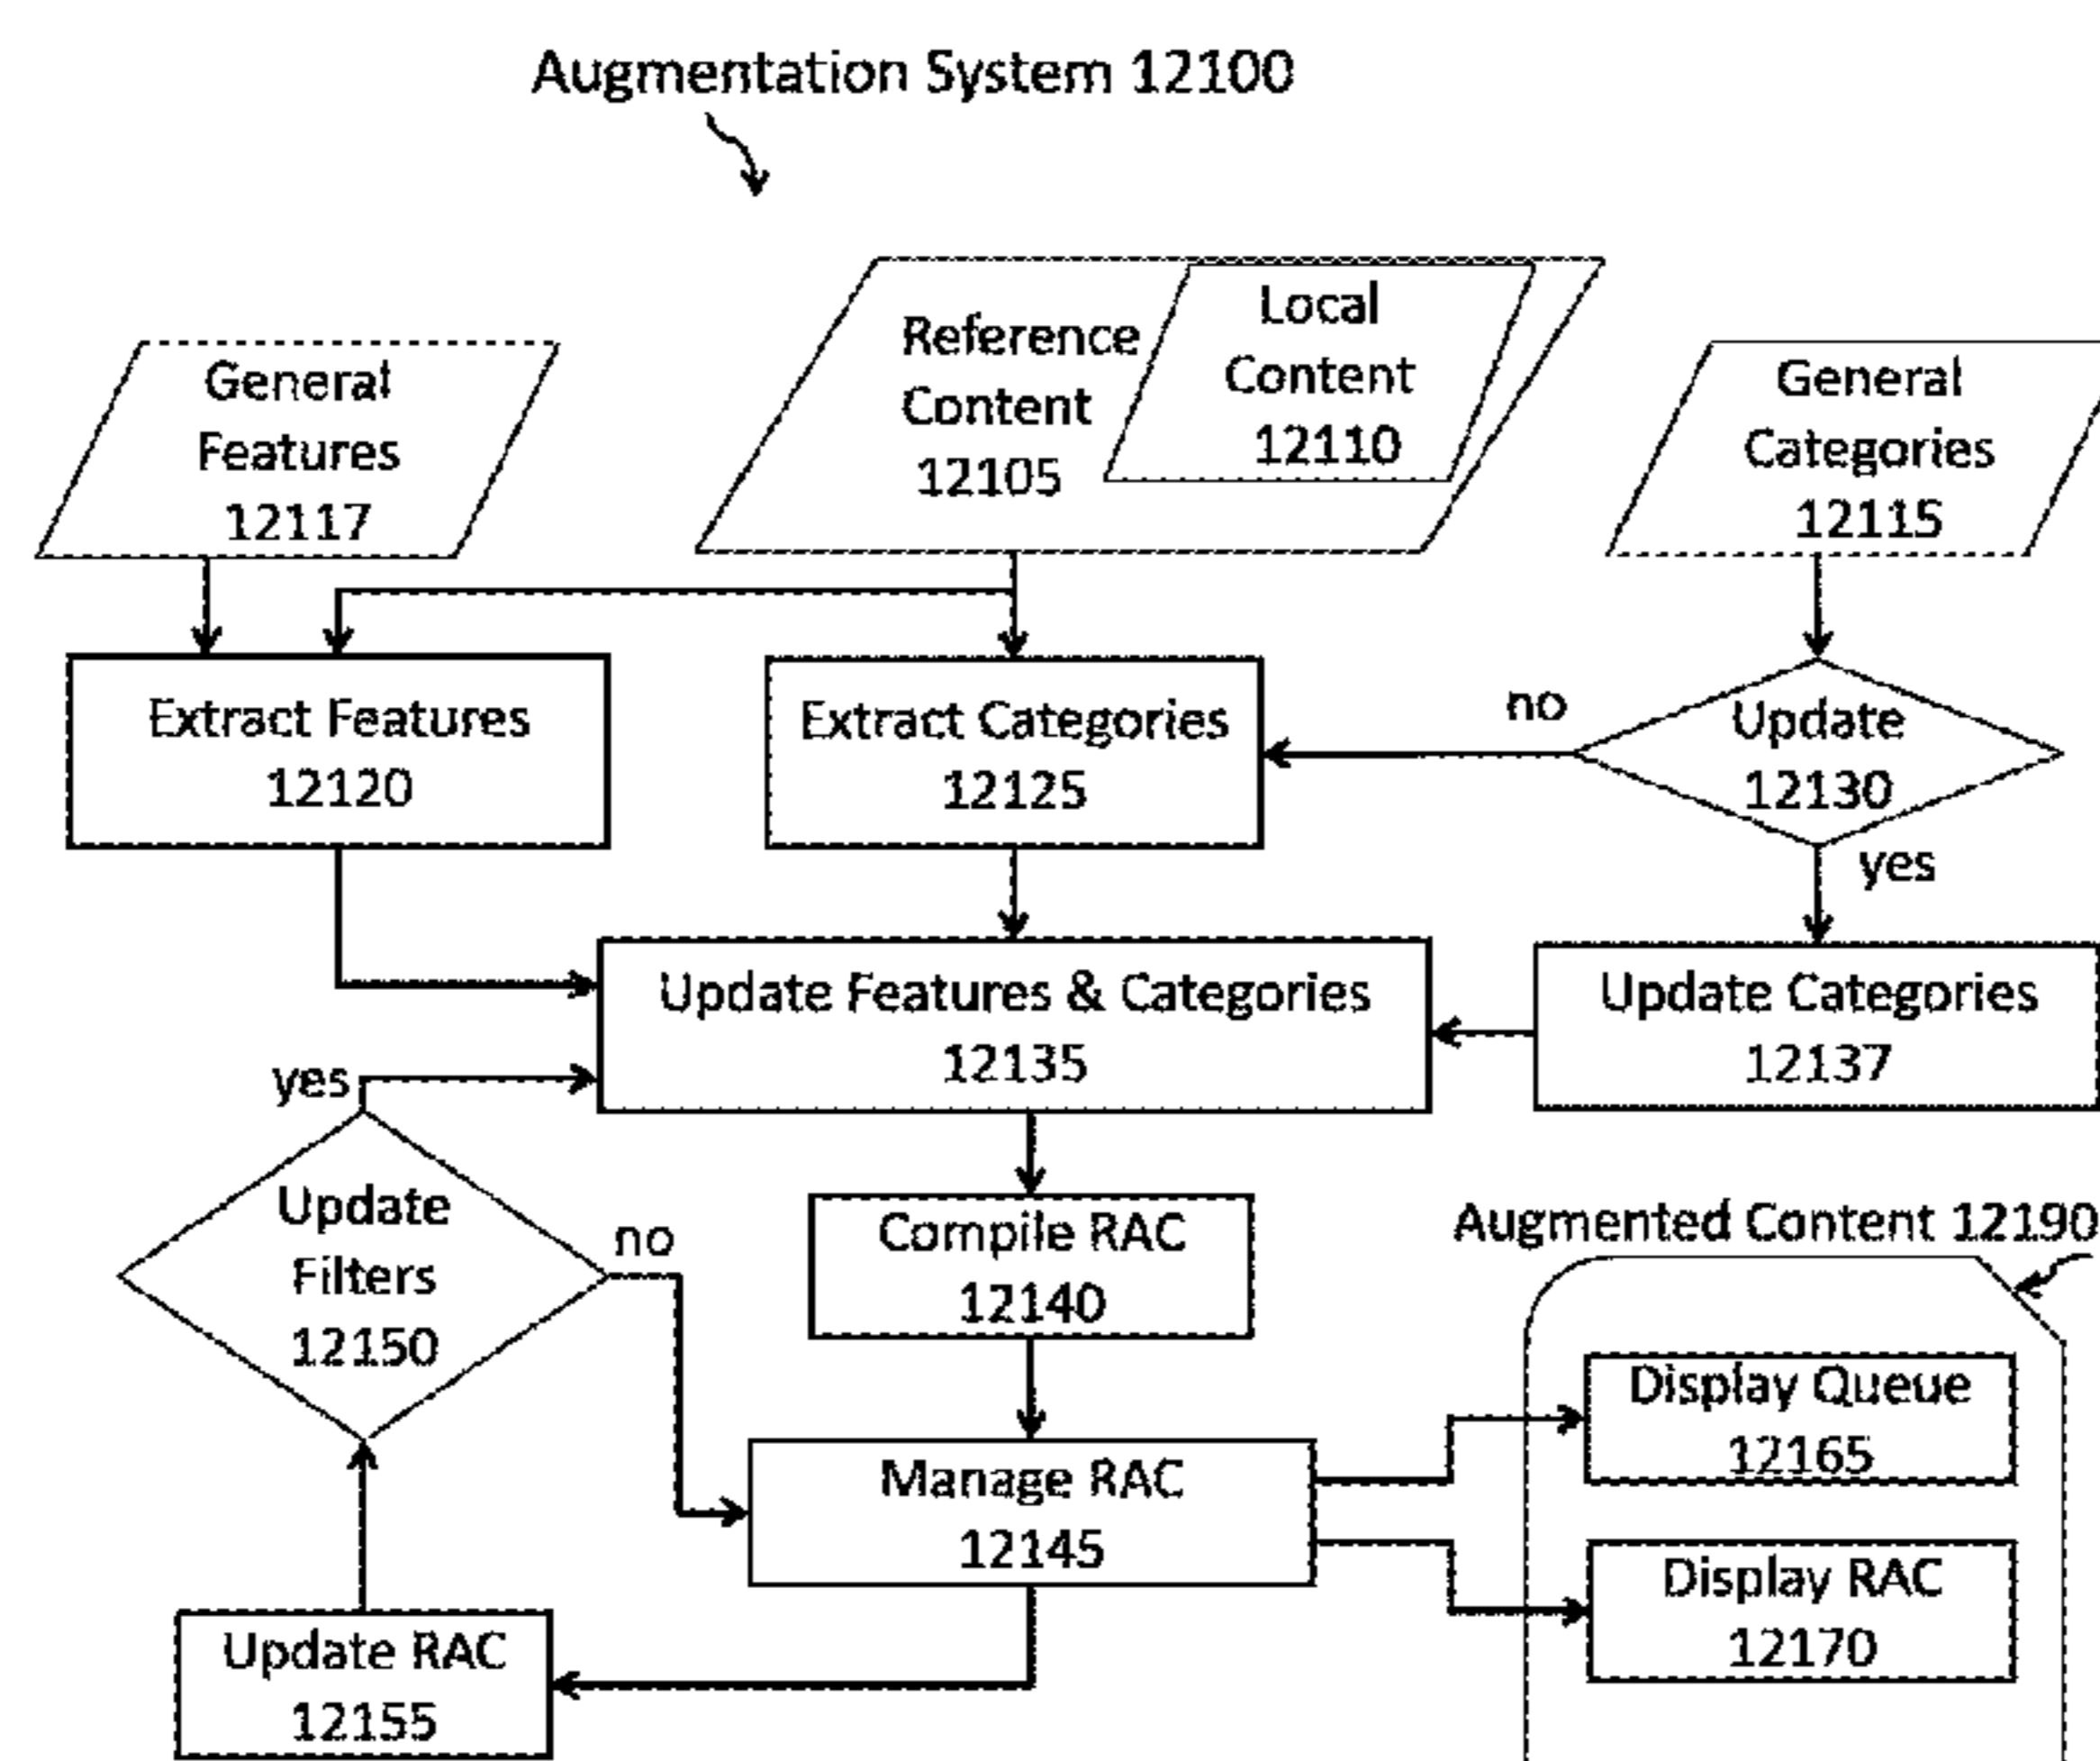 Augmentation System 12100
General
Features
12117
Reference
Content
12105
Local
Content
12110
General
Categories
12115
Extract Features
12120
Extract Categories
12125
no
Update
12130
yes
Update Features & Categories
12135
Update Categories
12137
yes
Update
Filters
12150
no
Compile RAC
12140
Augmented Content 12190
Manage RAC
12145
Display Queue
12165
Display RAC
12170
Update RAC
12155